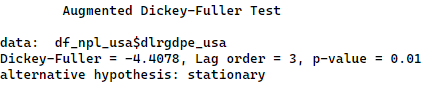 Augmented Dickey-Fuller Test
data:  df_npl_usa$dlrgdpe_usa
Dickey-Fuller = -4.4078, Lag order = 3, p-value = 0.01
alternative hypothesis: stationary